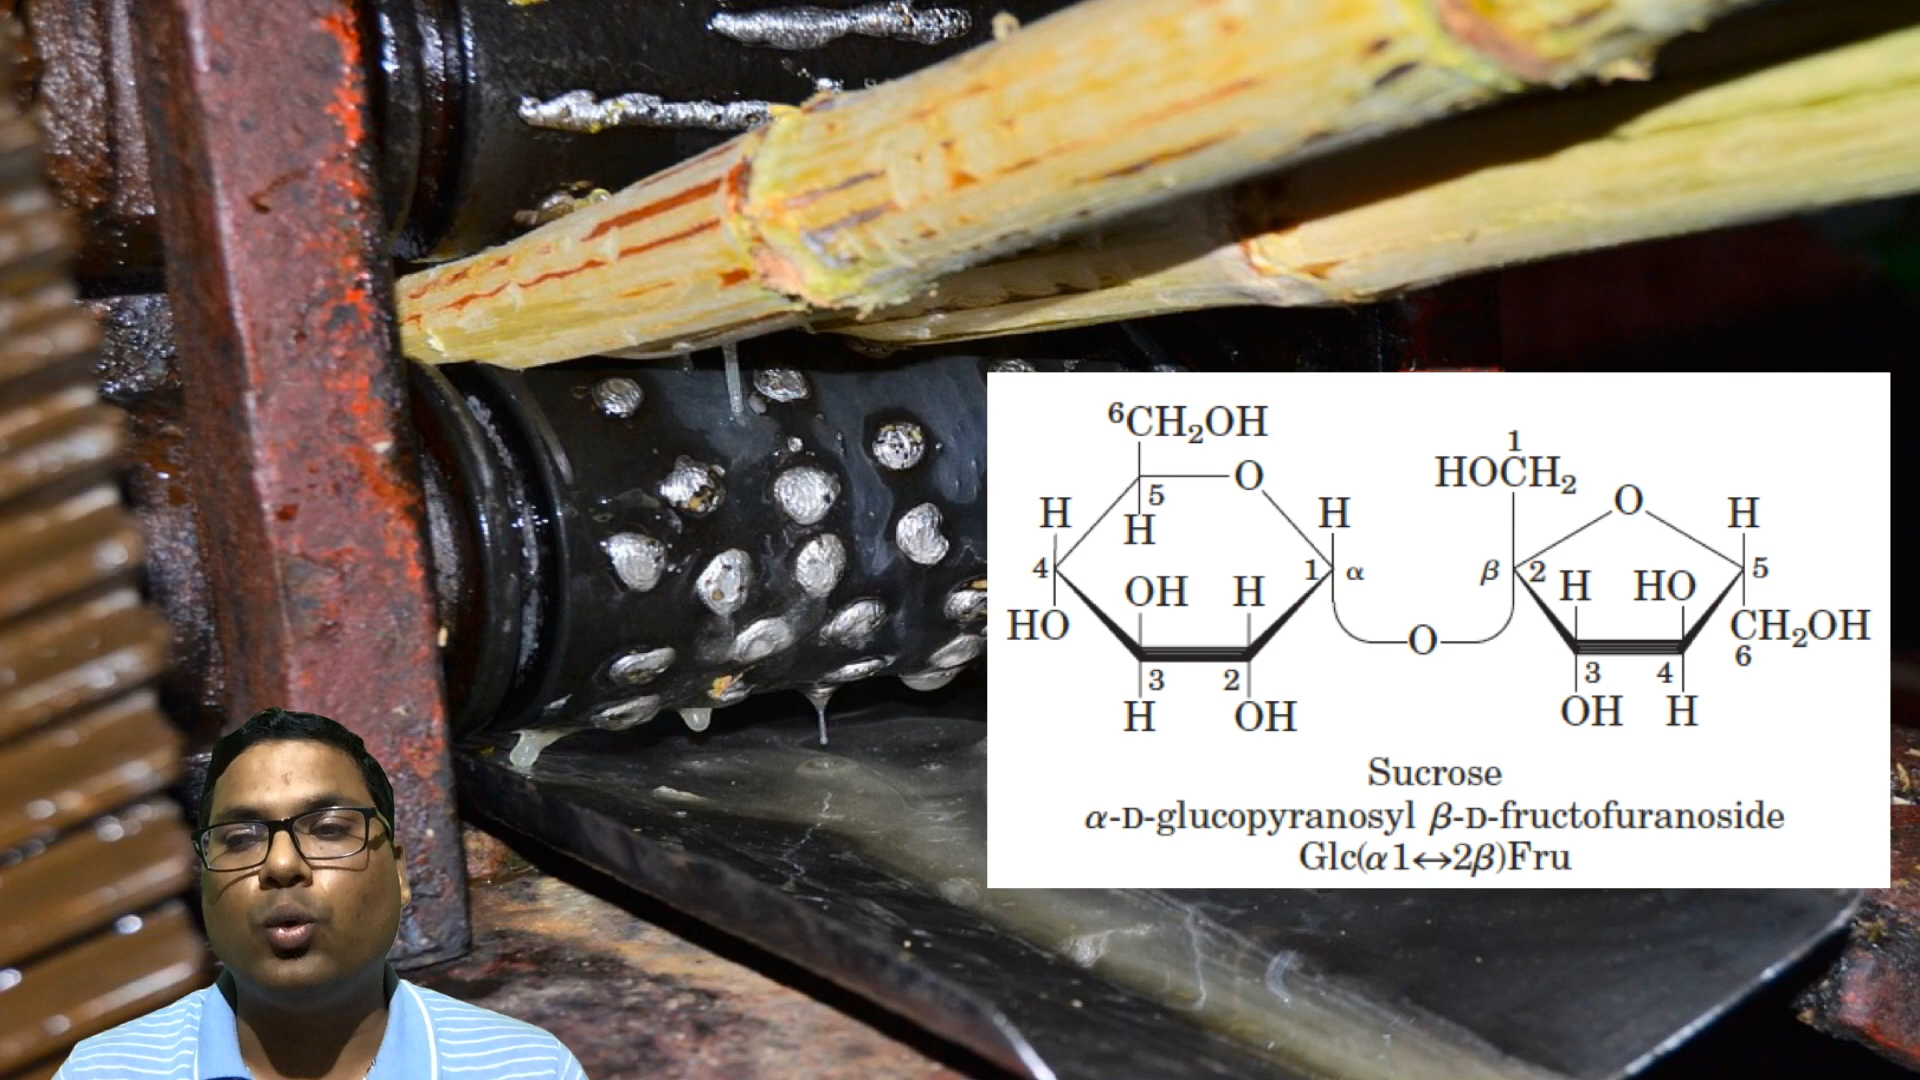 ⁶CH₂OH
O
H
5
H
4
HO
OH
H
3
H
2
OH
1
α
H
O
1
HOCH₂
β
2
O
H
H
HO
5
3
4
CH₂OH
6
OH
H
Sucrose
α-D-glucopyranosyl β-D-fructofuranoside
Glc(α1↔2β)Fru